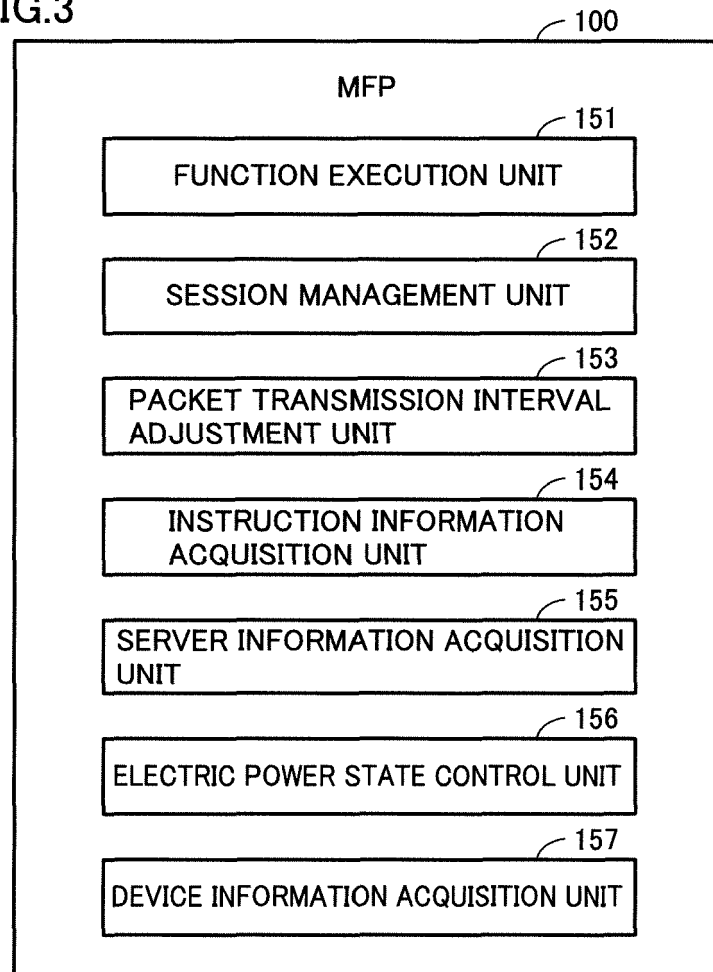 IG.3
100
MFP
151
FUNCTION EXECUTION UNIT
152
SESSION MANAGEMENT UNIT
153
PACKET TRANSMISSION INTERVAL
ADJUSTMENT UNIT
154
INSTRUCTION INFORMATION
ACQUISITION UNIT
155
SERVER INFORMATION ACQUISITION
UNIT
156
ELECTRIC POWER STATE CONTROL UNIT
157
DEVICE INFORMATION ACQUISITION UNIT